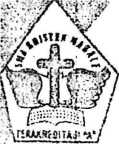 SMA KRISTEN MAKALE
TERAKREDITASI "A"